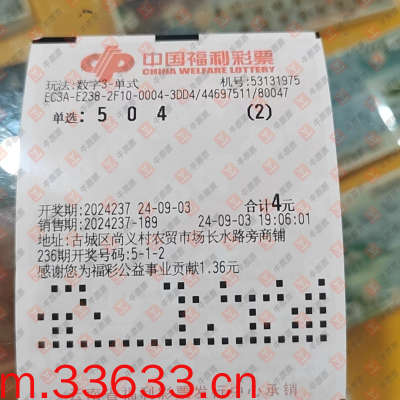 中国福利彩票
CHINA WELFARE LOTTERY
玩法:数字3-单式 机号:53131975
EC3A-E238-2F10-0004-3DD4/44697511/80047
单选: 5 0 4 (2)
开奖期:2024237 24-09-03 合计4元
销售期:2024237-189 24-09-03 19:06:01
地址:古城区尚义村农贸市场长水路旁商铺
236期开奖号码:5-1-2
感谢您为福彩公益事业贡献1.36元
m.33633.cn